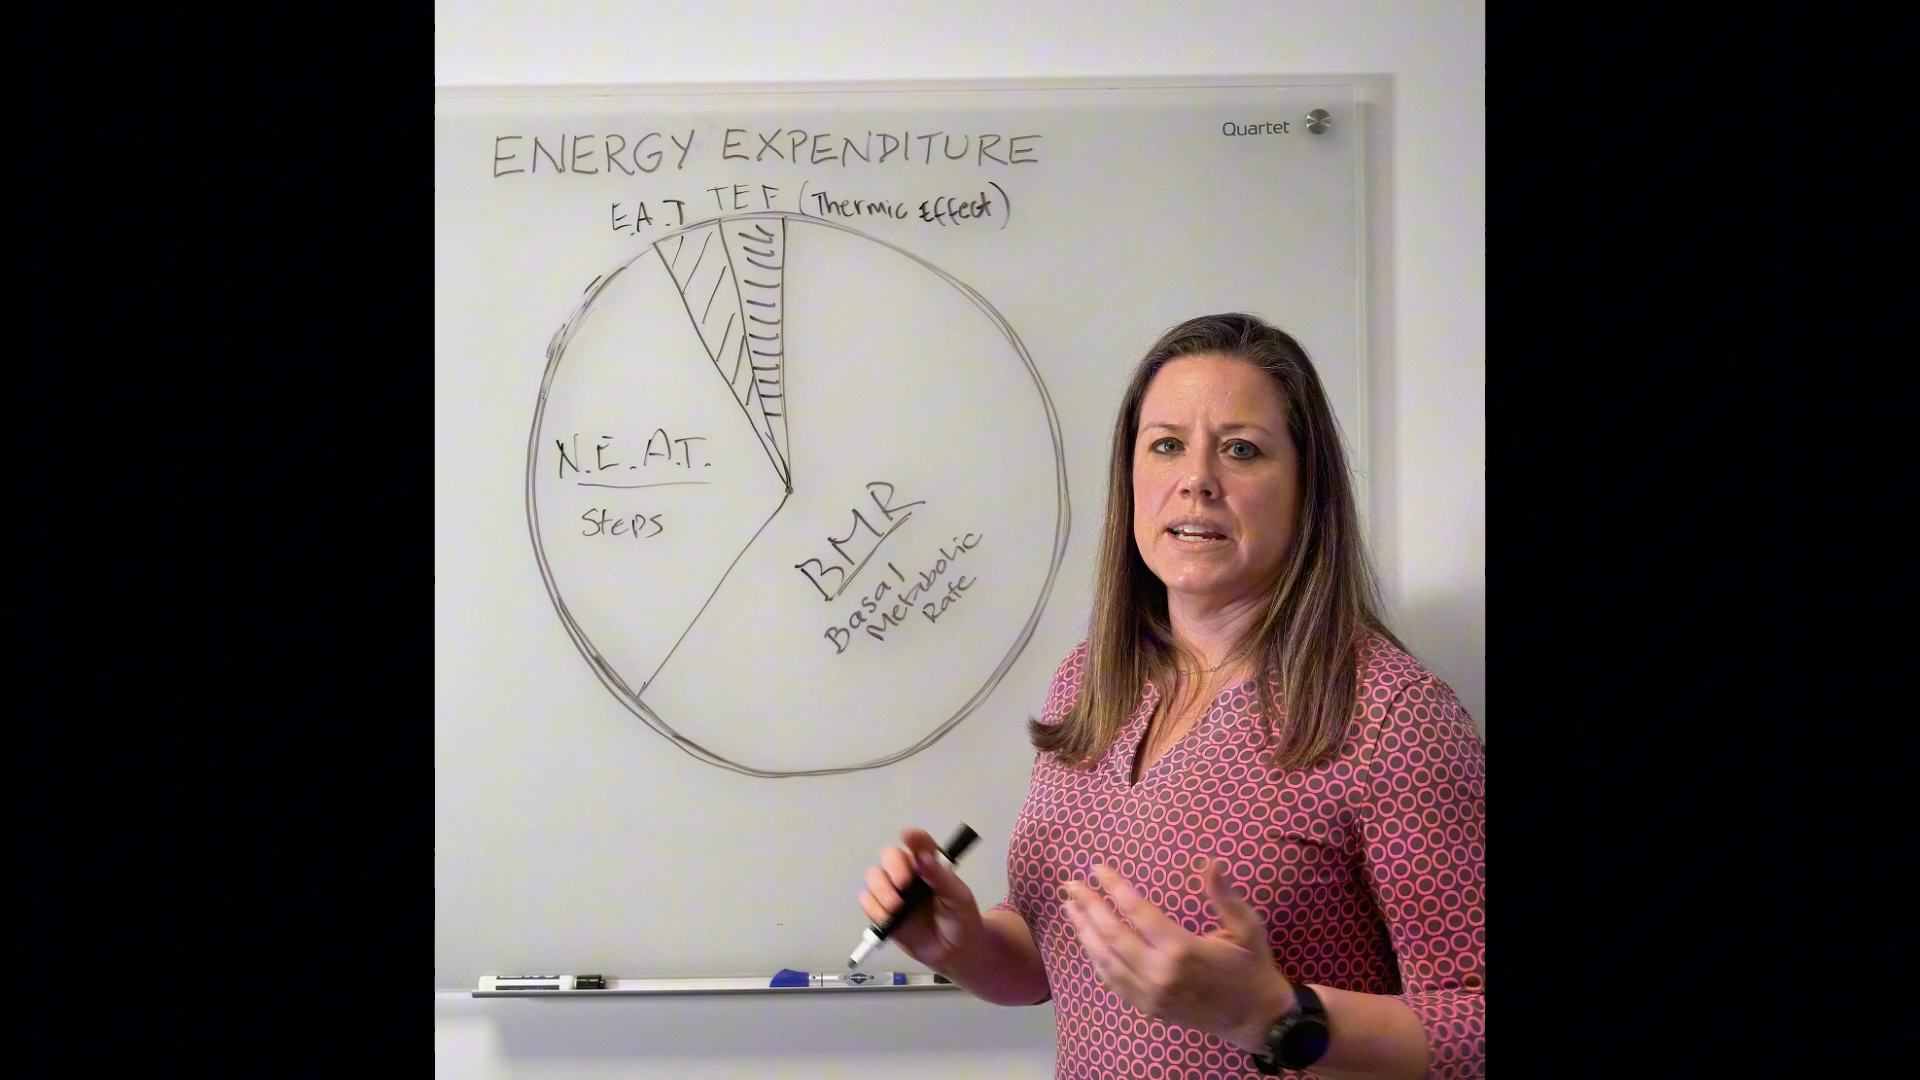 Quartet
ENERGY EXPENDITURE
E.A.T TEF (Thermic Effect)
N.E.A.T.
Steps
BMR
Basal
Metabolic
Rate